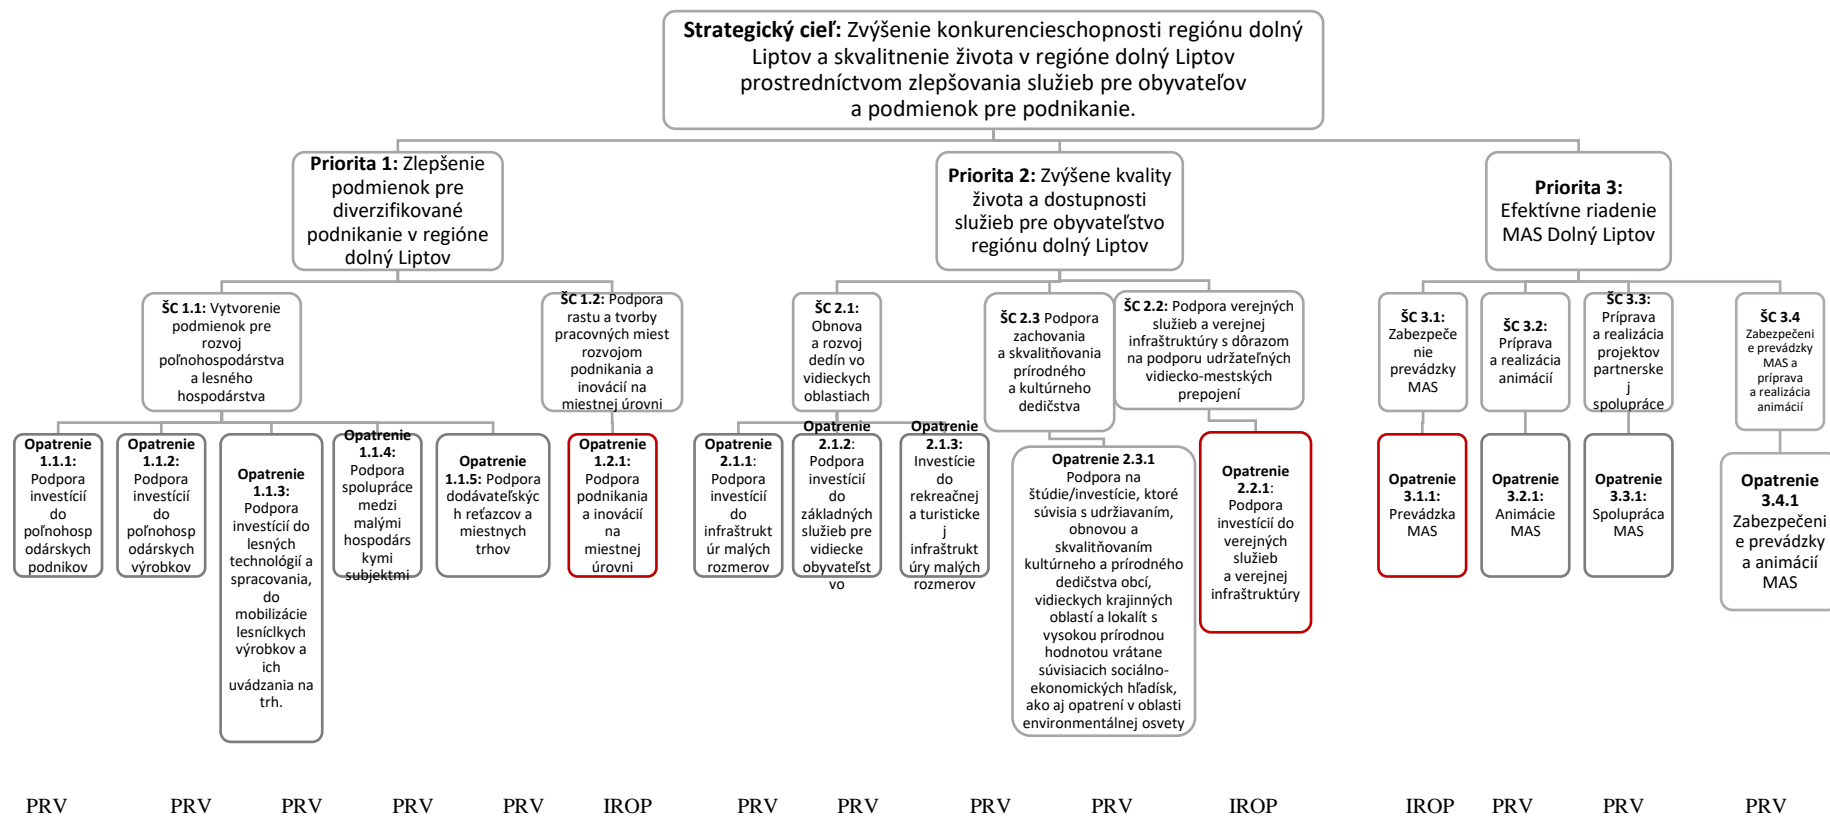 Strategický cieľ: Zvýšenie konkurencieschopnosti regiónu dolný
Liptov a skvalitnenie života v regióne dolný Liptov
prostredníctvom zlepšovania služieb pre obyvateľov
a podmienok pre podnikanie.
Priorita 1: Zlepšenie
podmienok pre
diverzifikované
podnikanie v regióne
dolný Liptov
Priorita 2: Zvýšene kvality
života a dostupnosti
služieb pre obyvateľstvo
regiónu dolný Liptov
Priorita 3:
Efektívne riadenie
MAS Dolný Liptov
ŠC 1.1: Vytvorenie
podmienok pre
rozvoj
poľnohospodárstva
a lesného
hospodárstva
ŠC 1.2: Podpora
rastu a tvorby
pracovných miest
rozvojom
podnikania a
inovácií na
miestnej úrovni
ŠC 2.1:
Obnova
a rozvoj
dedín vo
vidieckych
oblastiach
ŠC 2.3 Podpora
zachovania
a skvalitňovania
prírodného
a kultúrneho
dedičstva
ŠC 2.2: Podpora verejných
služieb a verejnej
infraštruktúry s dôrazom
na podporu udržateľných
vidiecko-mestských
prepojení
ŠC 3.1:
Zabezpeče
nie
prevádzky
MAS
ŠC 3.2:
Príprava
a realizácia
animácií
ŠC 3.3:
Príprava
a realizácia
projektov
partnerske
j
spolupráce
ŠC 3.4
Zabezpečeni
e prevádzky
MAS a
príprava
a realizácia
animácií
Opatrenie
1.1.1:
Podpora
investícií
do
poľnohosp
odárskych
podnikov
Opatrenie
1.1.2:
Podpora
investícií
do
poľnohosp
odárskych
výrobkov
Opatrenie
1.1.3:
Podpora
investícií do
lesných
technológií a
spracovania,
do
mobilizácie
lesníclkych
výrobkov a
ich
uvádzania na
trh.
Opatrenie
1.1.4:
Podpora
spolupráce
medzi
malými
hospodárs
kymi
subjektmi
Opatrenie
1.1.5: Podpora
dodávateľskýc
h reťazcov a
miestnych
trhov
Opatrenie
1.2.1:
Podpora
podnikania
a inovácií
na
miestnej
úrovni
Opatrenie
2.1.1:
Podpora
investícií
do
infraštrukt
úr malých
rozmerov
Opatrenie
2.1.2:
Podpora
investícií
do
základných
služieb pre
vidiecke
obyvateľst
vo
Opatrenie
2.1.3:
Investície
do
rekreačnej
a turisticke
j
infraštrukt
úry malých
rozmerov
Opatrenie 2.3.1
Podpora na
štúdie/investície, ktoré
súvisia s udržiavaním,
obnovou a
skvalitňovaním
kultúrneho a prírodného
dedičstva obcí,
vidieckych krajinných
oblastí a lokalít s
vysokou prírodnou
hodnotou vrátane
súvisiacich sociálno-
ekonomických hľadísk,
ako aj opatrení v oblasti
environmentálnej osvety
Opatrenie
2.2.1:
Podpora
investícií do
verejných
služieb
a verejnej
infraštruktúry
Opatrenie
3.1.1:
Prevádzka
MAS
Opatrenie
3.2.1:
Animácie
MAS
Opatrenie
3.3.1:
Spolupráca
MAS
Opatrenie
3.4.1
Zabezpečeni
e prevádzky
a animácií
MAS
PRV PRV PRV PRV PRV IROP PRV PRV PRV PRV IROP IROP PRV PRV PRV